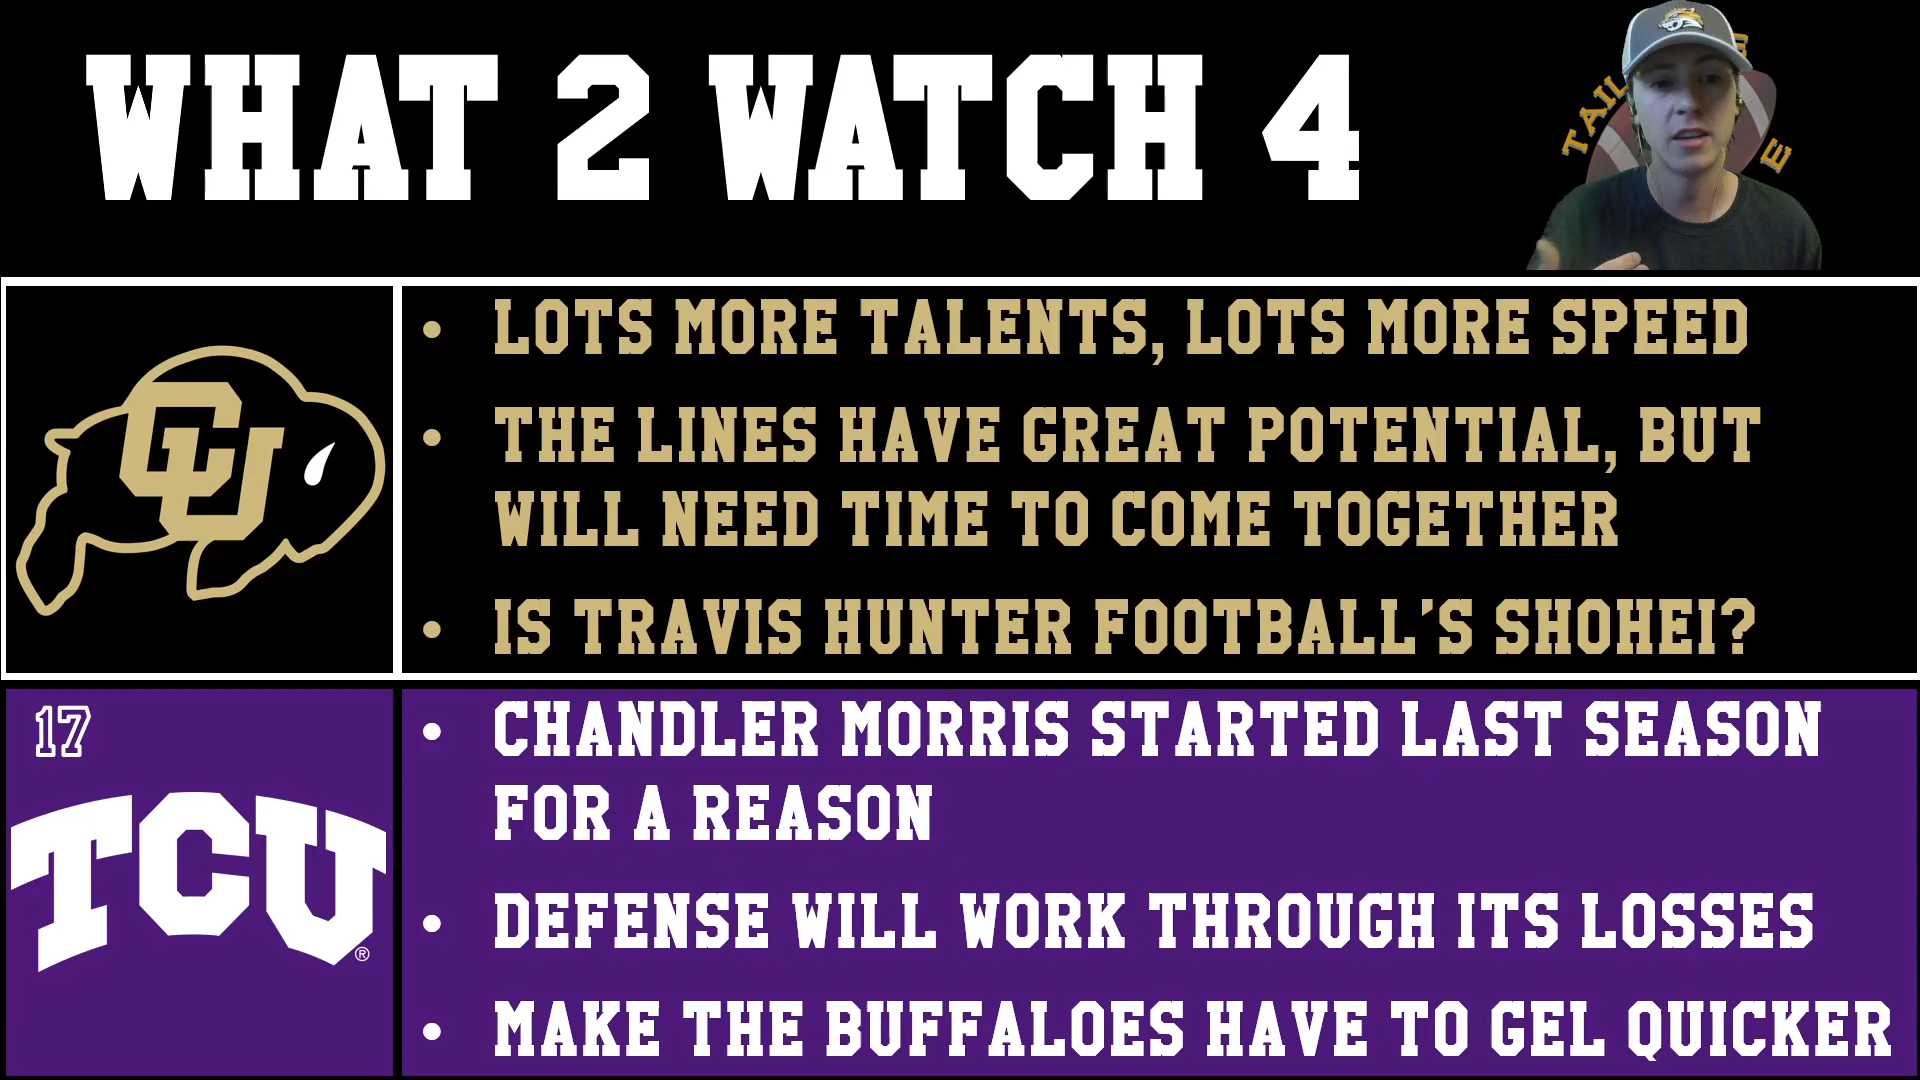 WHAT 2 WATCH 4
TAIL
E
CU
• LOTS MORE TALENTS, LOTS MORE SPEED
• THE LINES HAVE GREAT POTENTIAL, BUT
WILL NEED TIME TO COME TOGETHER
• IS TRAVIS HUNTER FOOTBALL'S SHOHEI?
17
TCU®
• CHANDLER MORRIS STARTED LAST SEASON
FOR A REASON
• DEFENSE WILL WORK THROUGH ITS LOSSES
• MAKE THE BUFFALOES HAVE TO GEL QUICKER